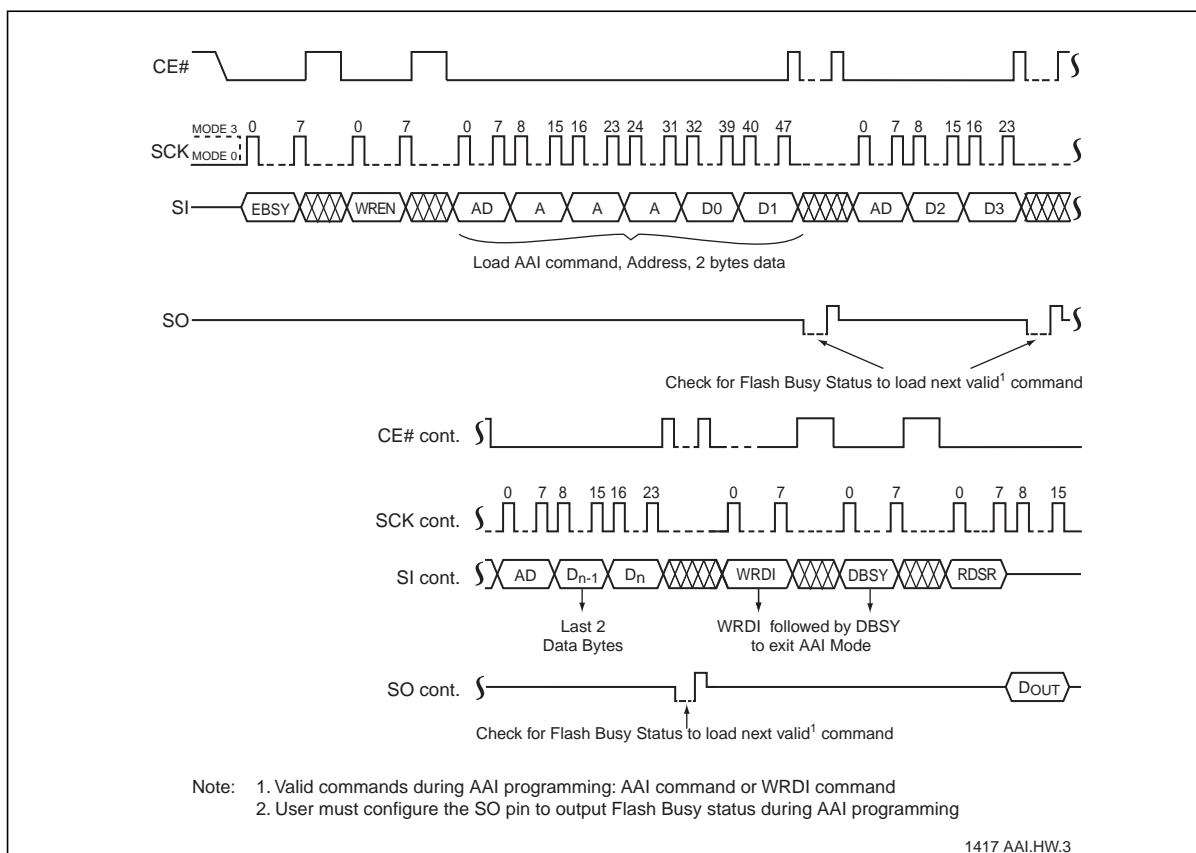 CE#
MODE 3
MODE 0
SCK
0 7 0 7 0 7 8 15 16 23 24 31 32 39 40 47 0 7 8 15 16 23
SI
EBSY WREN AD A A A D0 D1 AD D2 D3
Load AAI command, Address, 2 bytes data
SO
Check for Flash Busy Status to load next valid¹ command
CE# cont.
SCK cont.
0 7 8 15 16 23 0 7 0 7 0 7 8 15
SI cont.
AD Dn-1 Dn WRDI DBSY RDSR
Last 2
Data Bytes
WRDI followed by DBSY
to exit AAI Mode
SO cont.
DOUT
Check for Flash Busy Status to load next valid¹ command
Note: 1. Valid commands during AAI programming: AAI command or WRDI command
2. User must configure the SO pin to output Flash Busy status during AAI programming
1417 AAI.HW.3